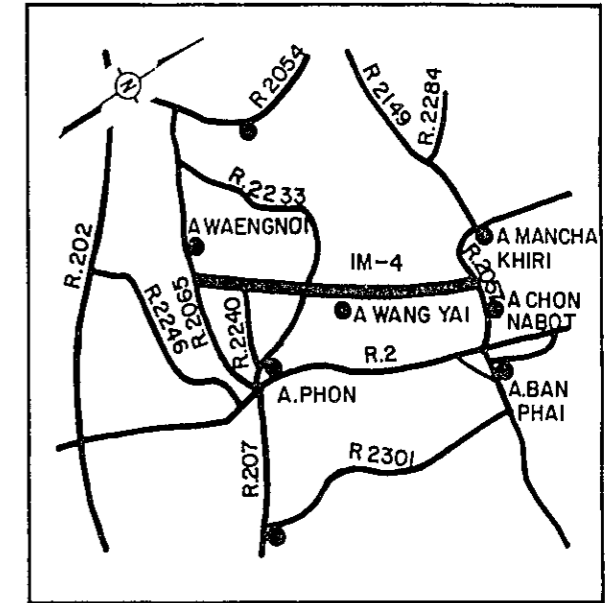 N
R 2054
R 2149
R.2284
R.2233
A WAENGNOI
R.202
A MANCHA
KHIRI
IM-4
R.2246
R.2065
R.2240
A WANG YAI
A CHON
NABOT
R.2
A.PHON
A.BAN
PHAI
R.207
R 2301